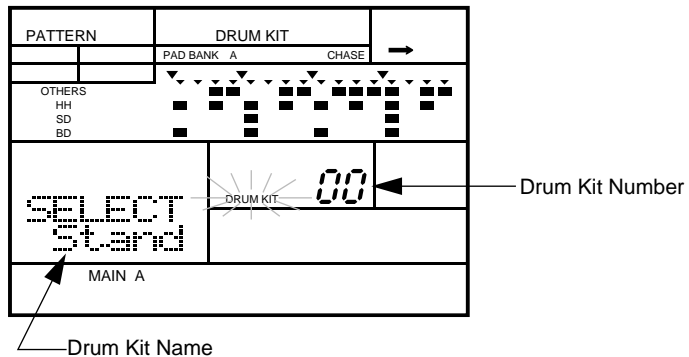 PATTERN DRUM KIT
PAD BANK A CHASE
OTHERS
HH
SD
BD
DRUM KIT 00
Drum Kit Number
SELECT
Stand
MAIN A
Drum Kit Name